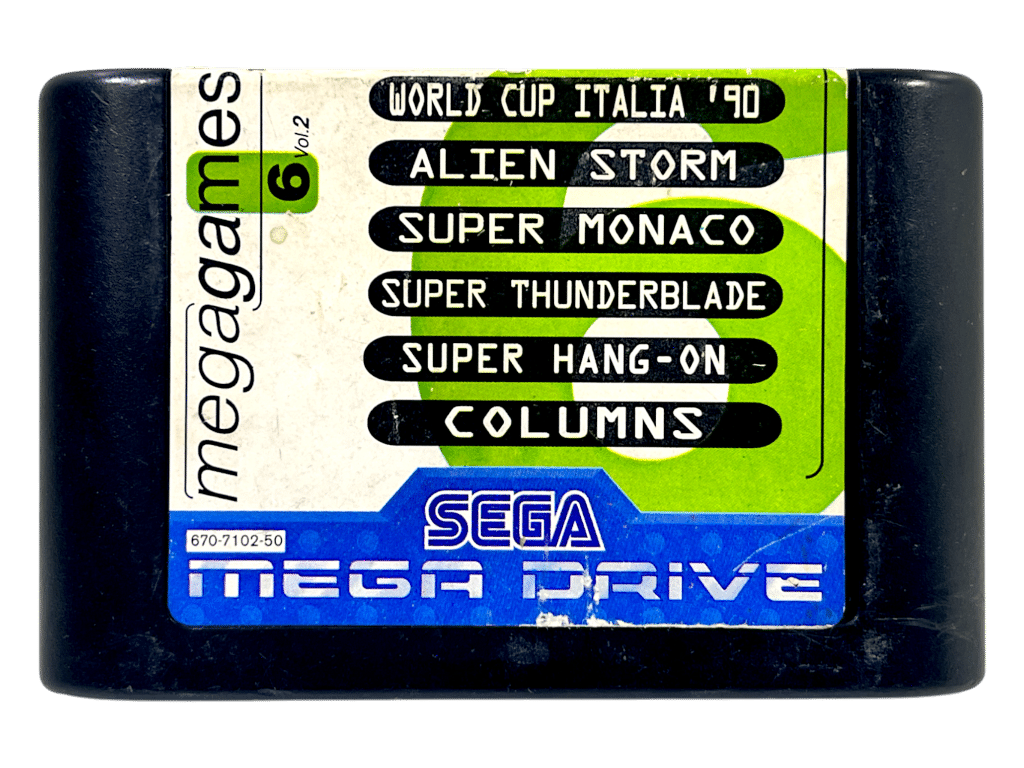 megagames
6
Vol.2
WORLD CUP ITALIA '90
ALIEN STORM
SUPER MONACO
SUPER THUNDERBLADE
SUPER HANG-ON
COLUMNS
SEGA
670-7102-50
MEGA DRIVE